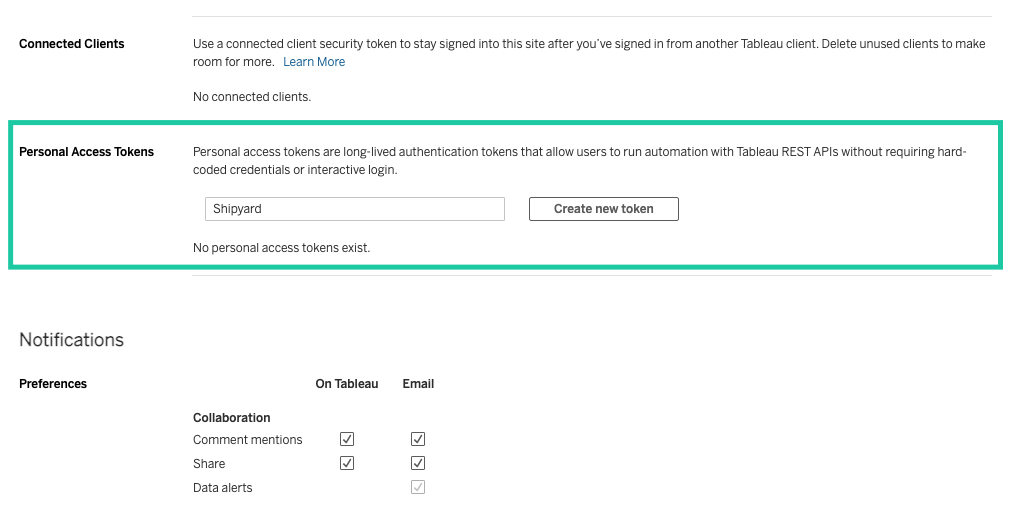 Connected Clients
Use a connected client security token to stay signed into this site after you've signed in from another Tableau client. Delete unused clients to make
room for more. Learn More
No connected clients.
Personal Access Tokens
Personal access tokens are long-lived authentication tokens that allow users to run automation with Tableau REST APIs without requiring hard-
coded credentials or interactive login.
Shipyard
Create new token
No personal access tokens exist.
Notifications
Preferences
On Tableau Email
Collaboration
Comment mentions
Share
Data alerts